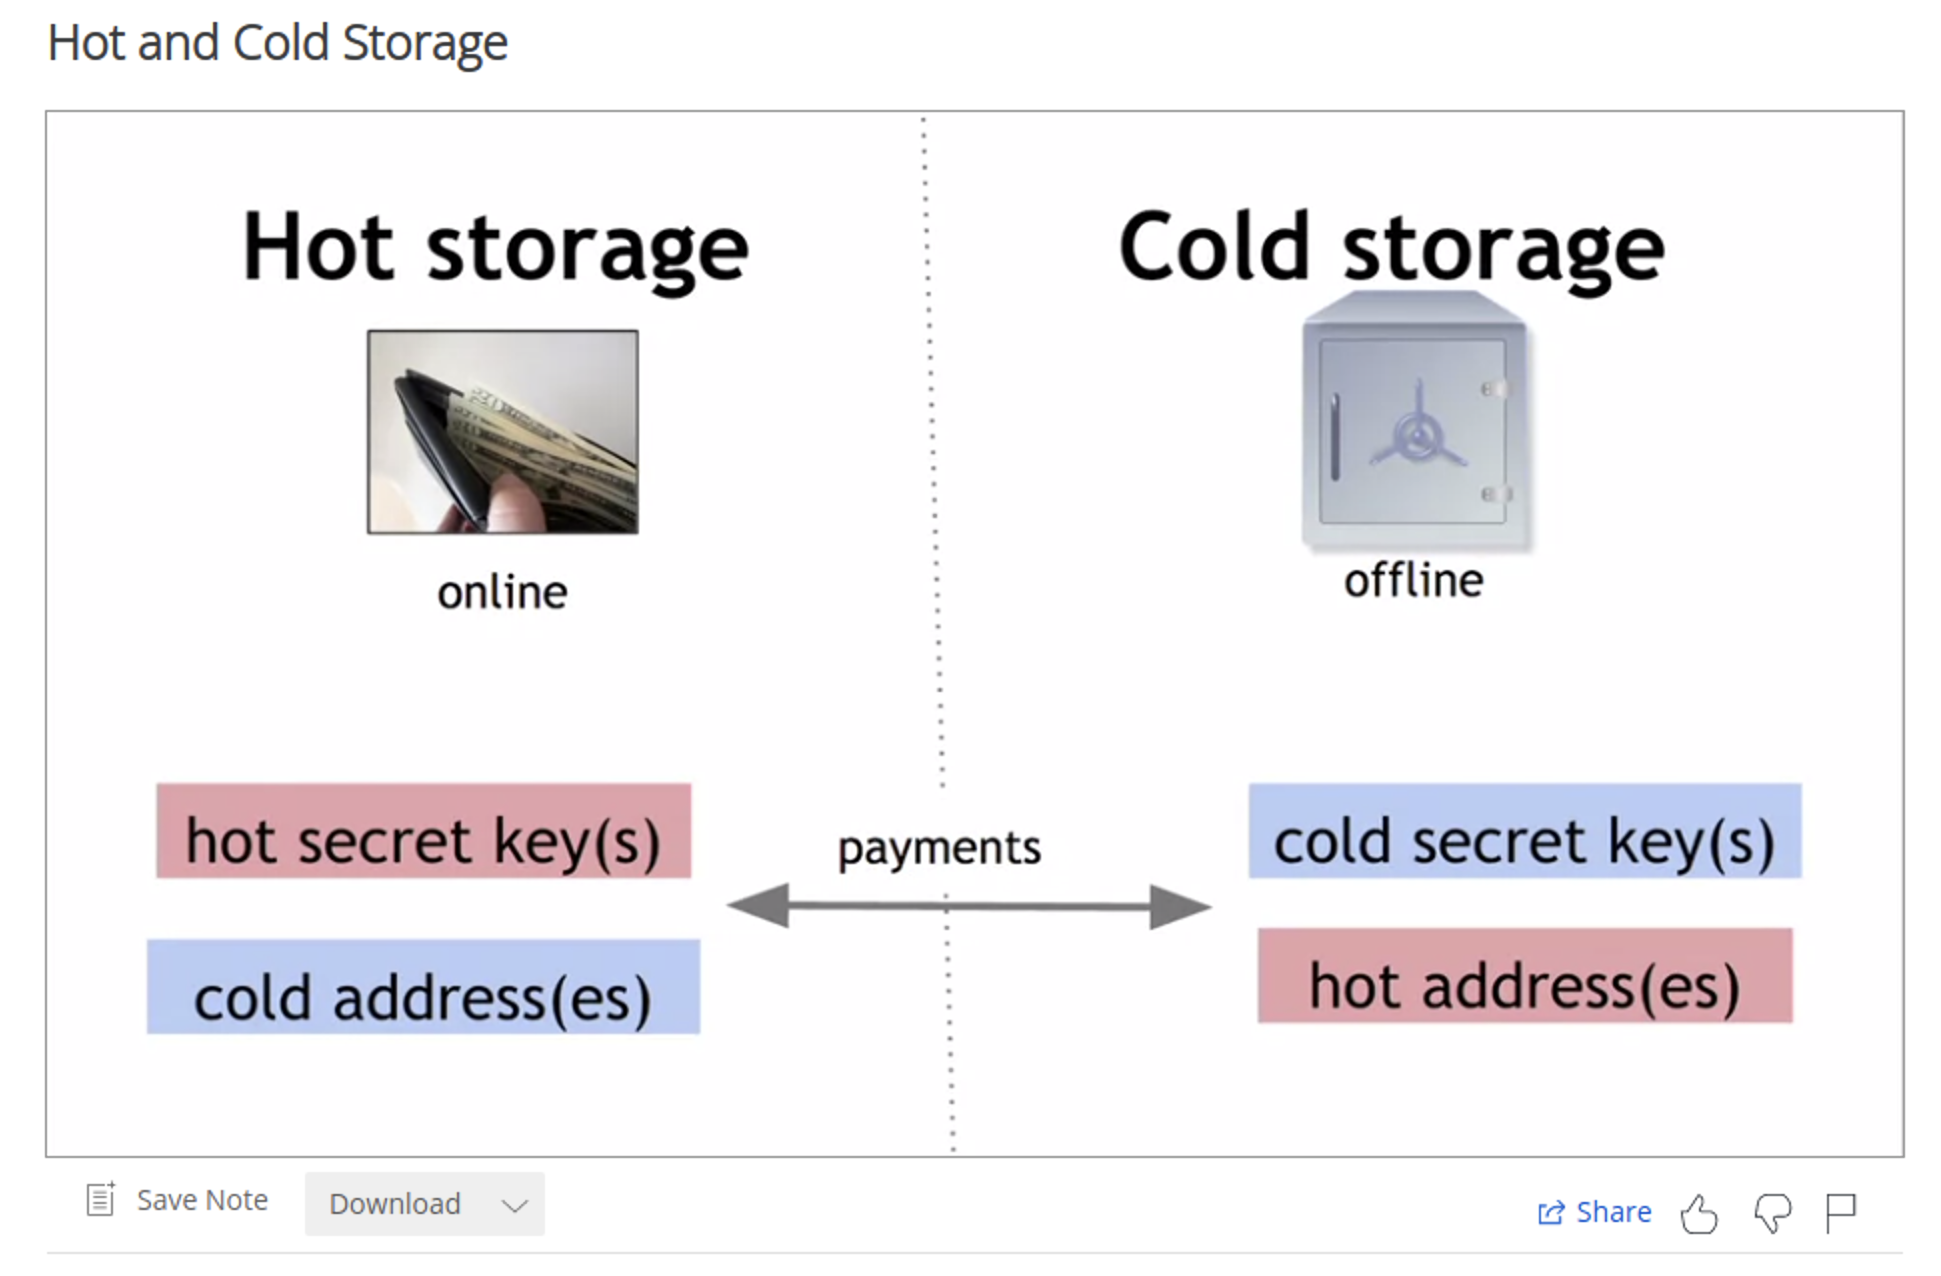 Hot and Cold Storage
Hot storage
Cold storage
online
offline
hot secret key(s)
payments
cold secret key(s)
cold address(es)
hot address(es)
Save Note
Download
Share